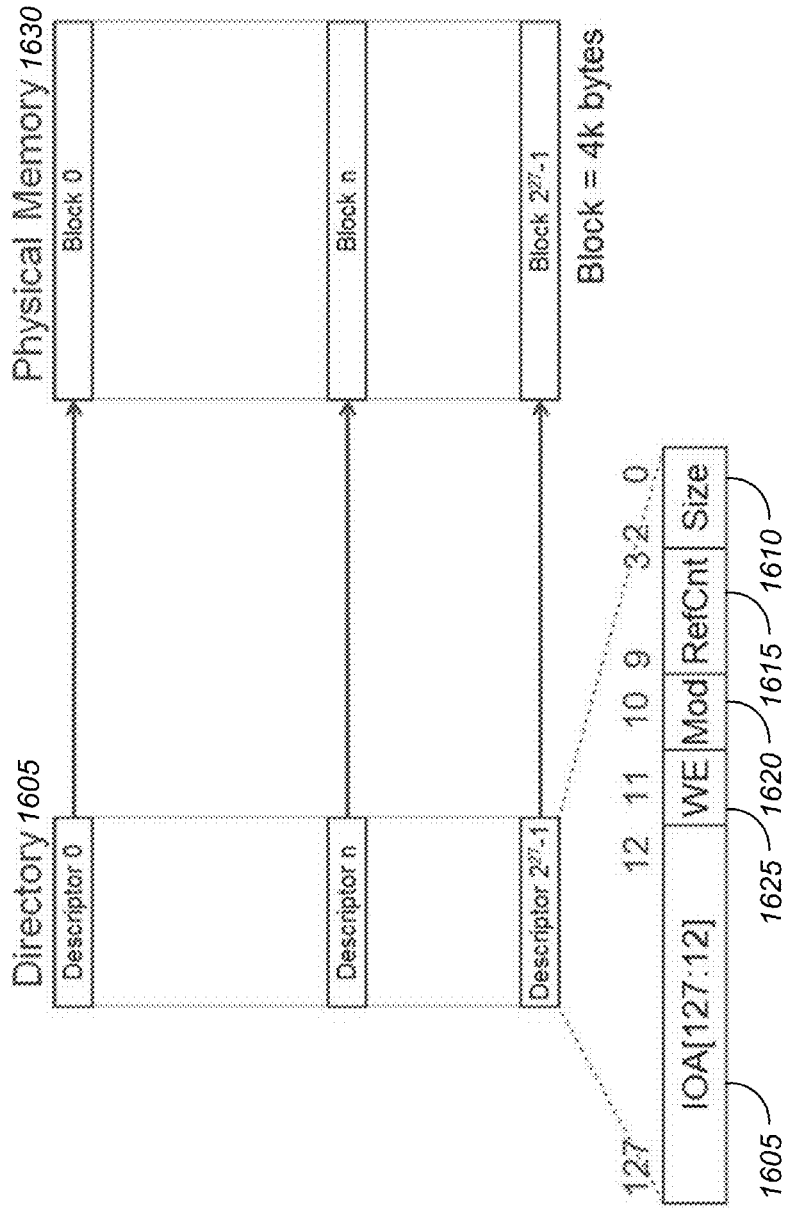 Directory 1605
Physical Memory 1630
Descriptor 0
Block 0
Descriptor n
Block n
Descriptor 2²⁷-1
Block 2²⁷-1
Block = 4k bytes
127 12 11 10 9 3 2 0
IOA[127:12] WE Mod RefCnt Size
1605 1625 1620 1615 1610